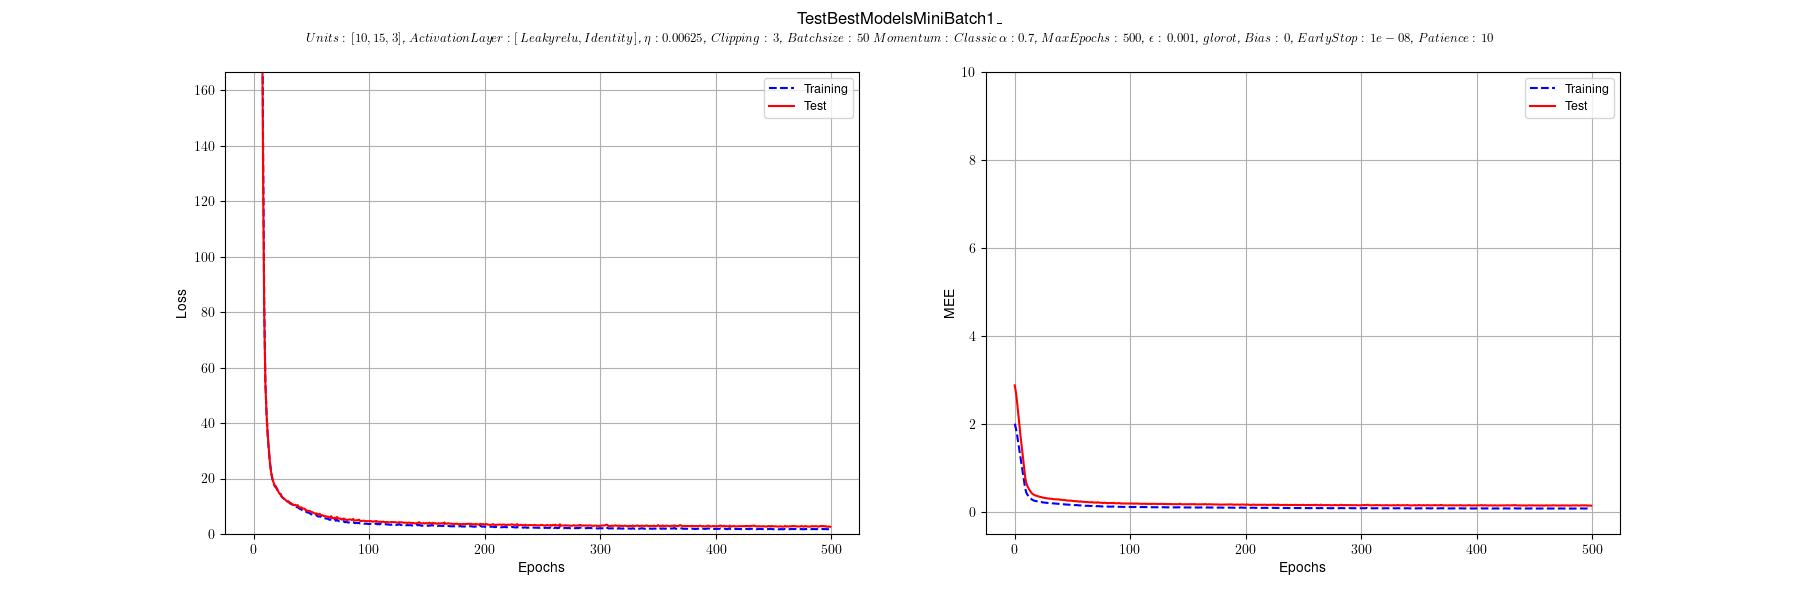 TestBestModelsMiniBatch1_
Units : [10, 15, 3], ActivationLayer : [ Leakyrelu, Identity], η : 0.00625, Clipping : 3, Batchsize : 50 Momentum : Classic α : 0.7, MaxEpochs : 500, ϵ : 0.001, glorot, Bias : 0, EarlyStop : 1e − 08, Patience : 10
Training
Test
160
140
120
100
80
60
40
20
0
Loss
0 100 200 300 400 500
Epochs
Training
Test
10
8
6
4
2
0
MEE
0 100 200 300 400 500
Epochs